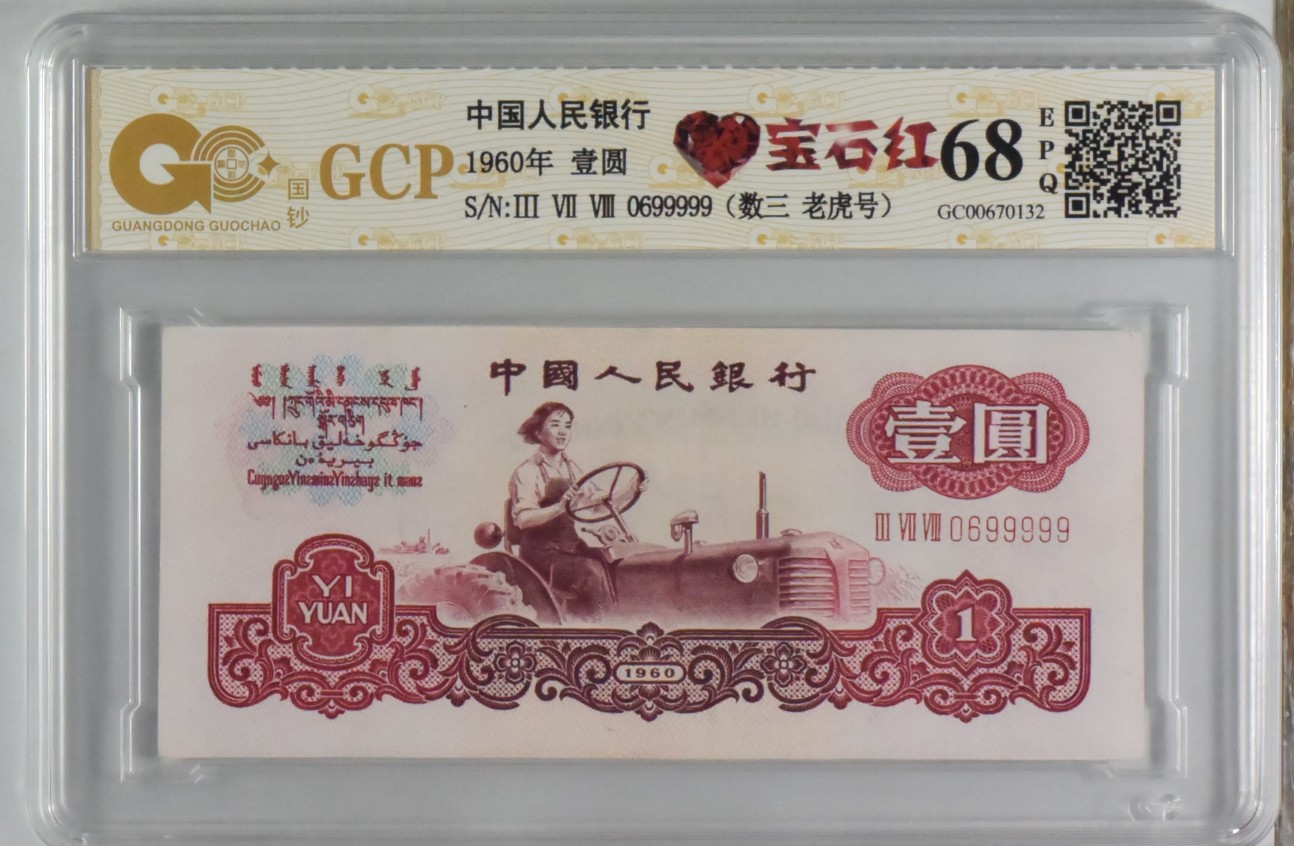 GUANGDONG GUOCHAO
国钞
GCP
中国人民银行
1960年 壹圆
S/N:III VII VIII 0699999（数三 老虎号）
宝石红
68
EPQ
GC00670132
中國人民銀行
壹圓
III VII VIII 0699999
YI
YUAN
1
1960